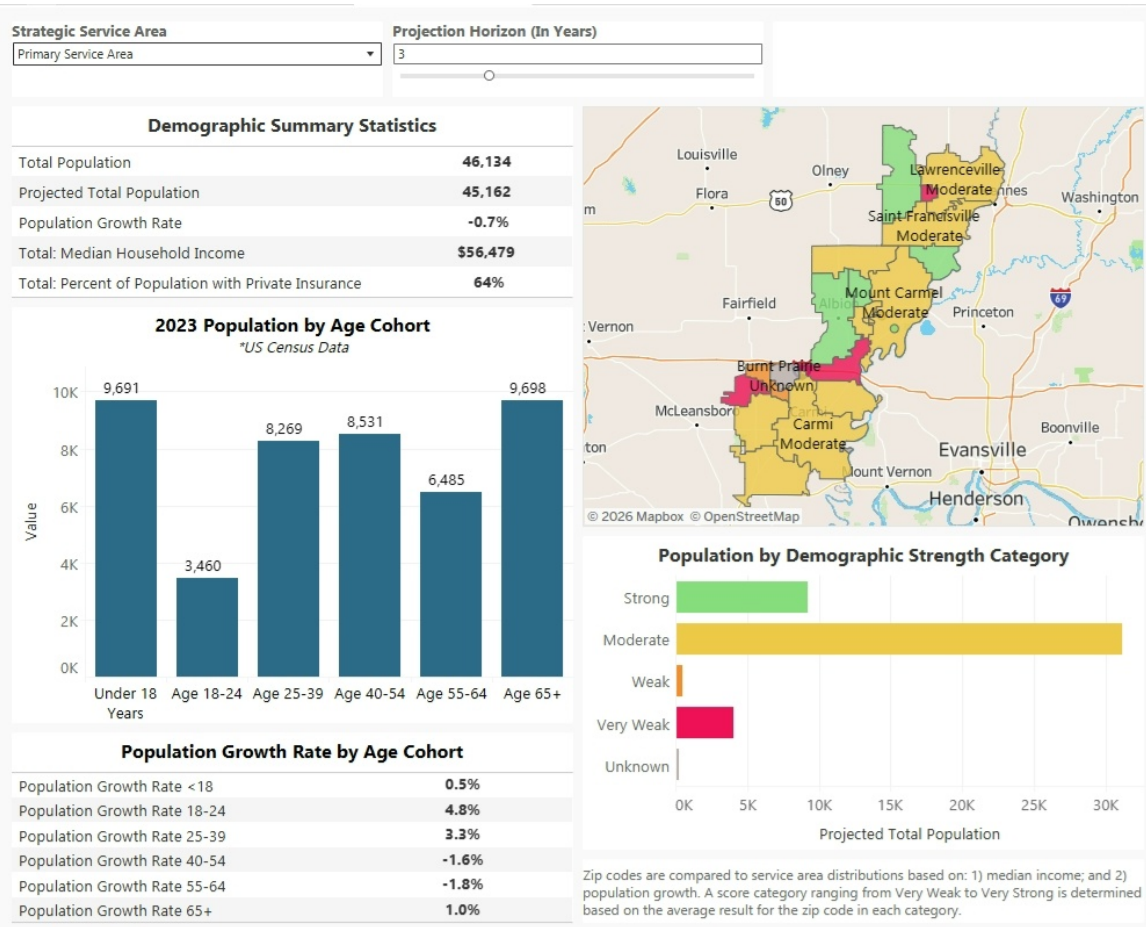 Strategic Service Area
Primary Service Area
Projection Horizon (In Years)
3
Demographic Summary Statistics
Total Population 46,134
Projected Total Population 45,162
Population Growth Rate -0.7%
Total: Median Household Income $56,479
Total: Percent of Population with Private Insurance 64%
2023 Population by Age Cohort
*US Census Data
Value
10K
8K
6K
4K
2K
0K
9,691
3,460
8,269
8,531
6,485
9,698
Under 18 Years
Age 18-24
Age 25-39
Age 40-54
Age 55-64
Age 65+
Population Growth Rate by Age Cohort
Population Growth Rate <18 0.5%
Population Growth Rate 18-24 4.8%
Population Growth Rate 25-39 3.3%
Population Growth Rate 40-54 -1.6%
Population Growth Rate 55-64 -1.8%
Population Growth Rate 65+ 1.0%
Louisville
Olney
Lawrenceville
Moderate
nnes
Washington
Flora
50
m
Saint Francisville
Moderate
Albion
Mount Carmel
Moderate
69
Fairfield
Princeton
Vernon
Burnt Prairie
Unknown
McLeansboro
Carmi
Carmi
Moderate
Boonville
ton
Evansville
Mount Vernon
Henderson
Owensb
© 2026 Mapbox © OpenStreetMap
Population by Demographic Strength Category
Strong
Moderate
Weak
Very Weak
Unknown
0K 5K 10K 15K 20K 25K 30K
Projected Total Population
Zip codes are compared to service area distributions based on: 1) median income; and 2)
population growth. A score category ranging from Very Weak to Very Strong is determined
based on the average result for the zip code in each category.